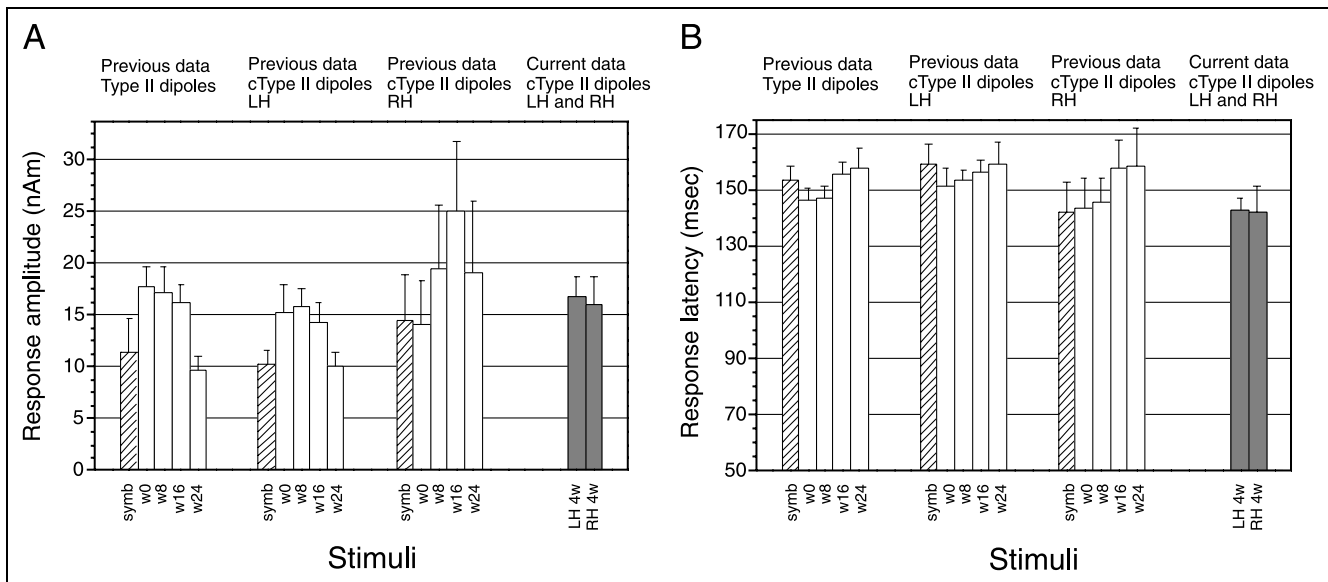 A
Previous data
Type II dipoles
Previous data
cType II dipoles
LH
Previous data
cType II dipoles
RH
Current data
cType II dipoles
LH and RH
Response amplitude (nAm)
30
25
20
15
10
5
0
symb
w0
w8
w16
w24
symb
w0
w8
w16
w24
symb
w0
w8
w16
w24
LH 4w
RH 4w
Stimuli
B
Previous data
Type II dipoles
Previous data
cType II dipoles
LH
Previous data
cType II dipoles
RH
Current data
cType II dipoles
LH and RH
Response latency (msec)
170
150
130
110
90
70
50
symb
w0
w8
w16
w24
symb
w0
w8
w16
w24
symb
w0
w8
w16
w24
LH 4w
RH 4w
Stimuli